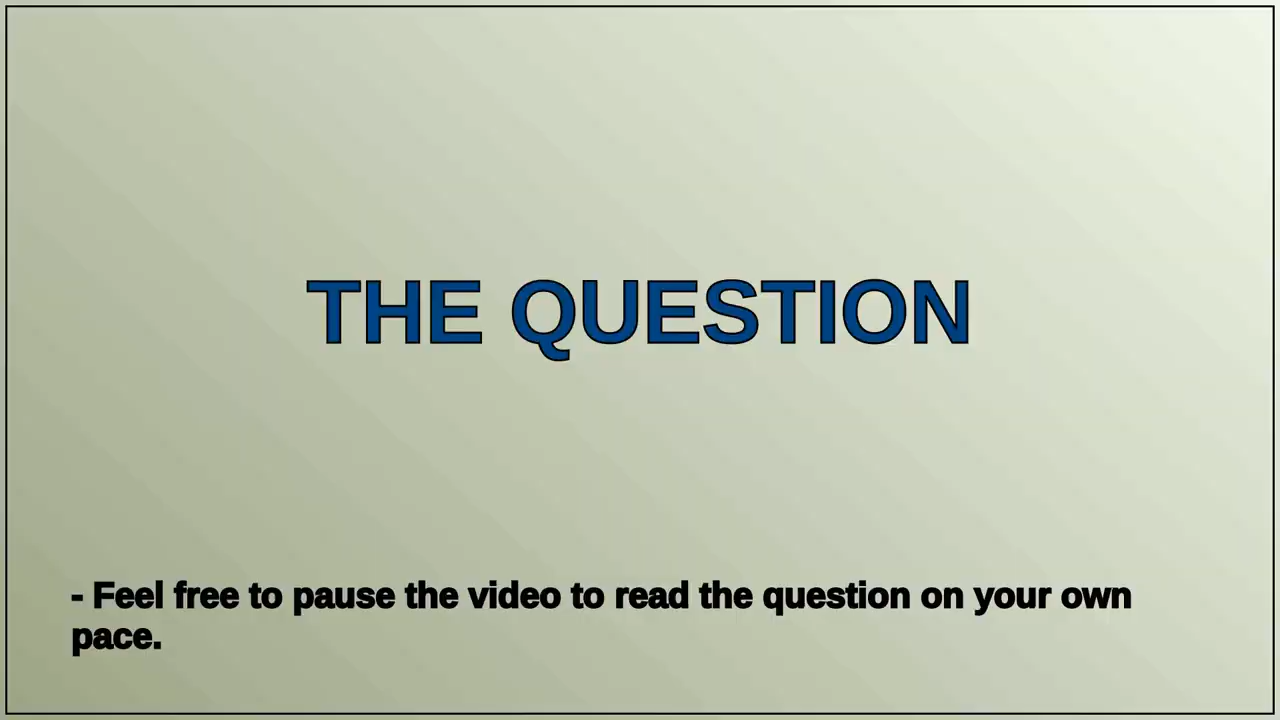 THE QUESTION
- Feel free to pause the video to read the question on your own
pace.